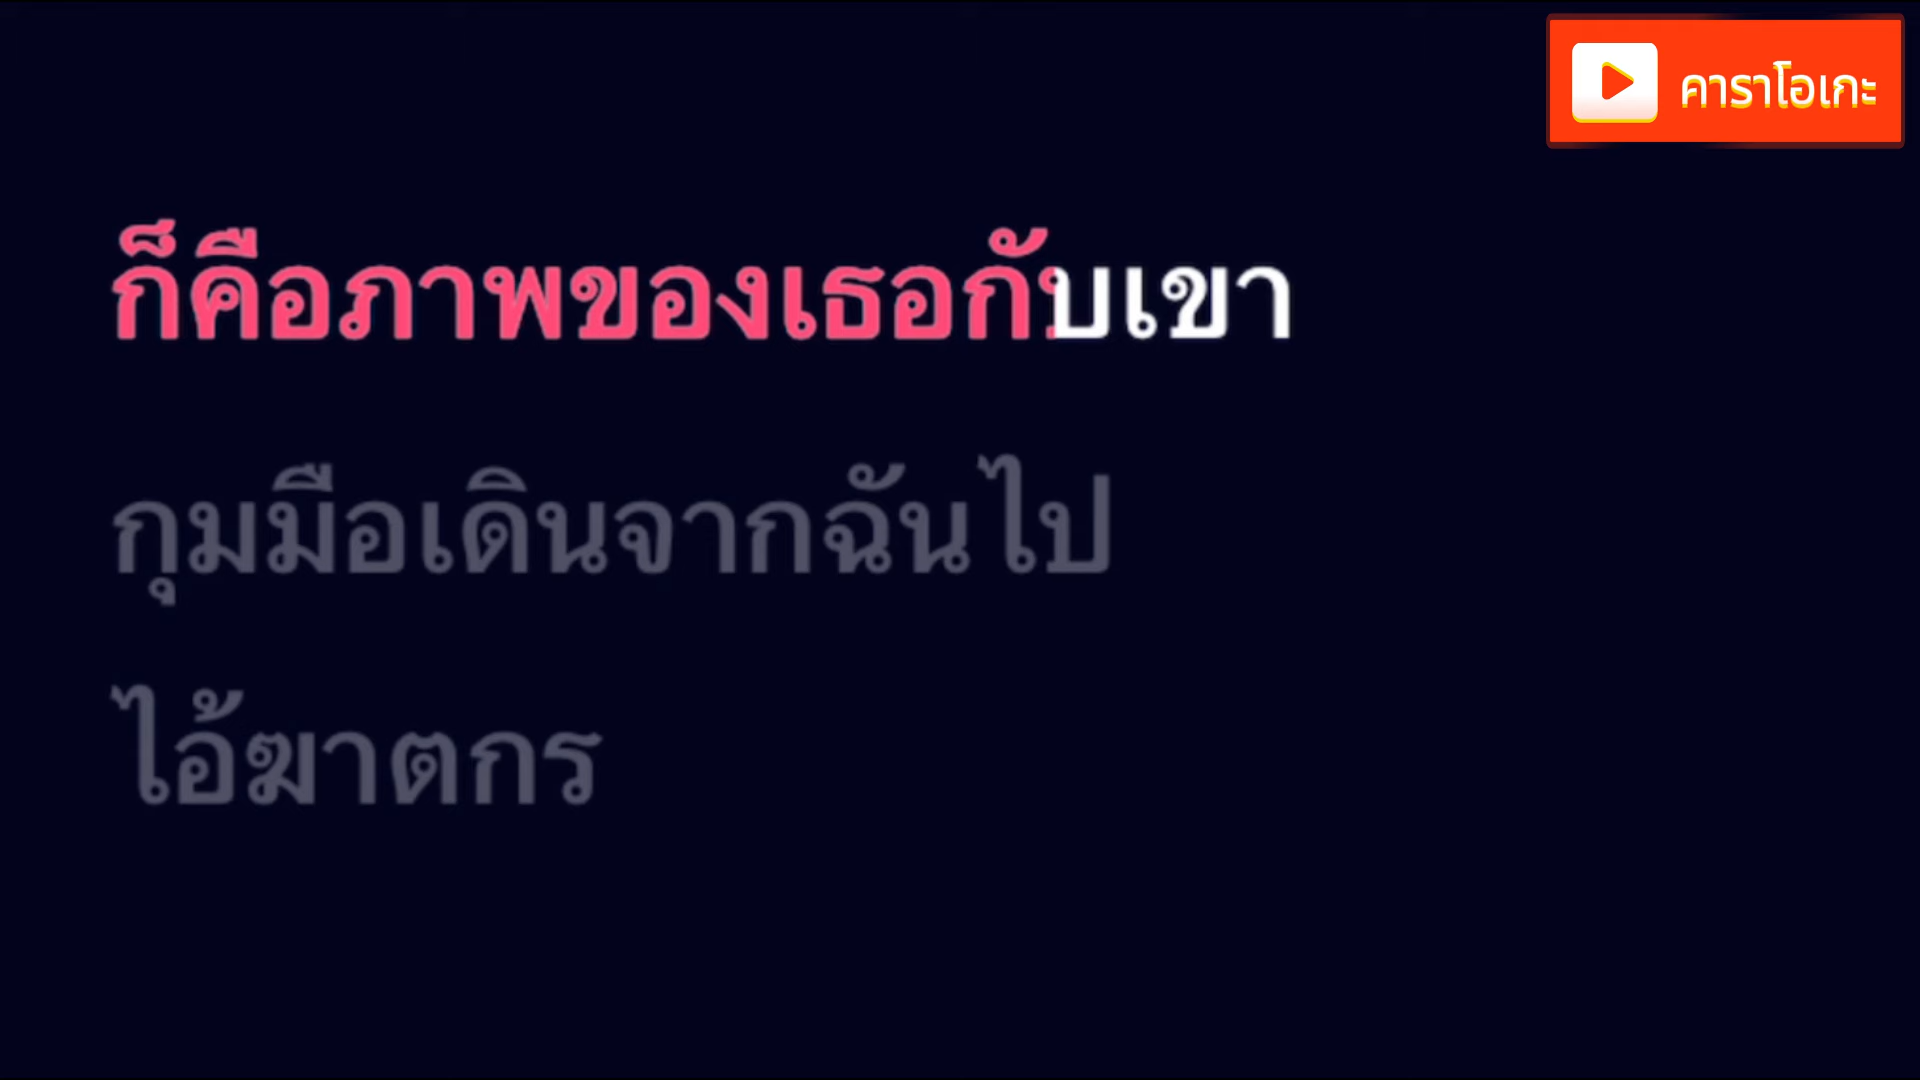 คาราโอเกะ
ก็คือภาพของเธอกับเขา
กุมมือเดินจากฉันไป
ไอ้ฆาตกร